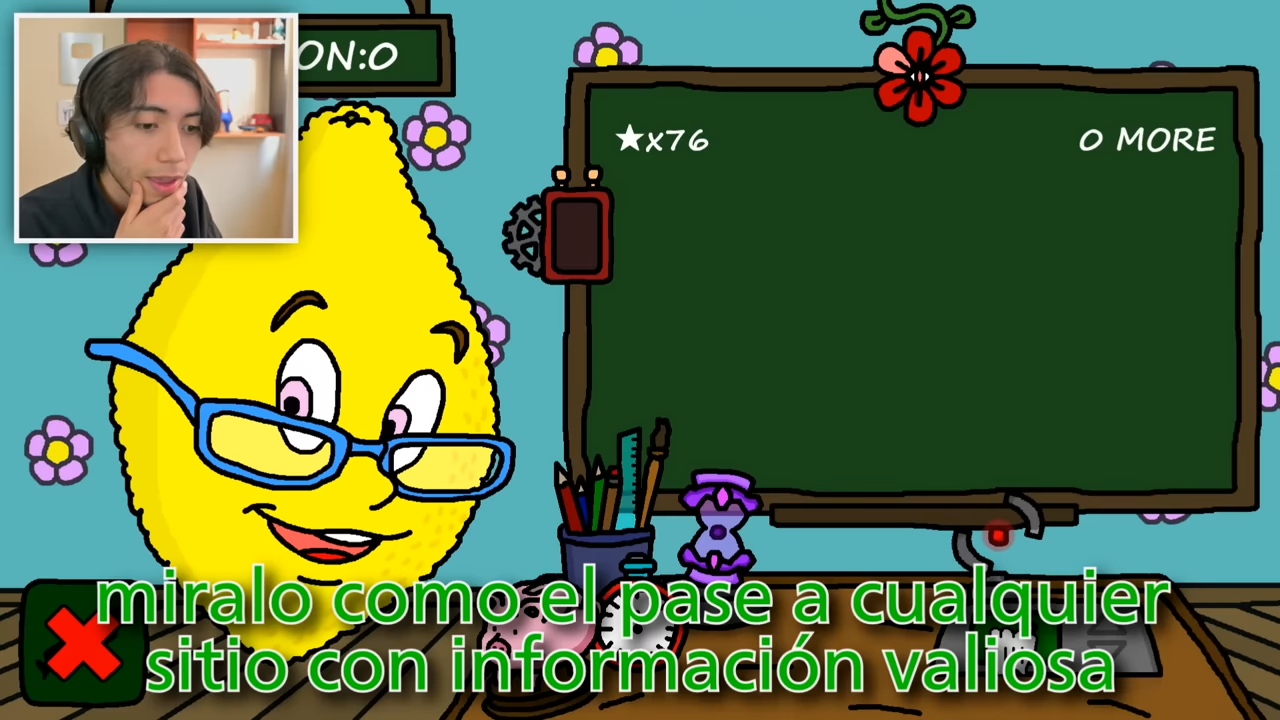 ON:0
★x76
0 MORE
miralo como el pase a cualquier
sitio con información valiosa